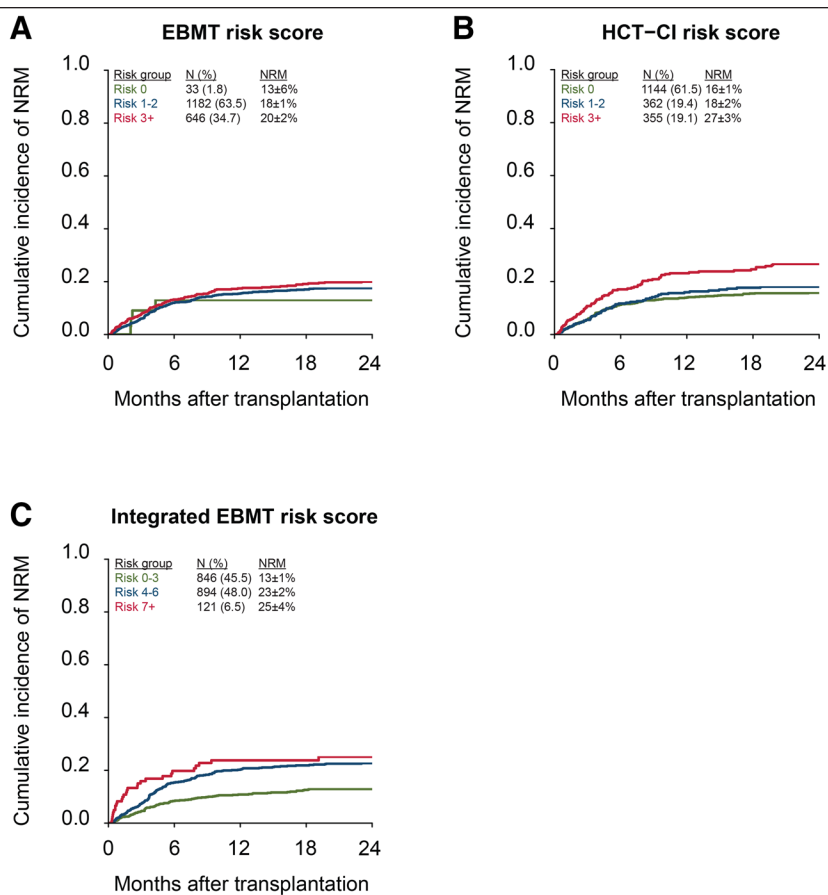 A
EBMT risk score
Cumulative incidence of NRM
1.0
0.8
0.6
0.4
0.2
0.0
Risk group N (%) NRM
Risk 0 33 (1.8) 13±6%
Risk 1-2 1182 (63.5) 18±1%
Risk 3+ 646 (34.7) 20±2%
0 6 12 18 24
Months after transplantation
B
HCT−CI risk score
Cumulative incidence of NRM
1.0
0.8
0.6
0.4
0.2
0.0
Risk group N (%) NRM
Risk 0 1144 (61.5) 16±1%
Risk 1-2 362 (19.4) 18±2%
Risk 3+ 355 (19.1) 27±3%
0 6 12 18 24
Months after transplantation
C
Integrated EBMT risk score
Cumulative incidence of NRM
1.0
0.8
0.6
0.4
0.2
0.0
Risk group N (%) NRM
Risk 0-3 846 (45.5) 13±1%
Risk 4-6 894 (48.0) 23±2%
Risk 7+ 121 (6.5) 25±4%
0 6 12 18 24
Months after transplantation